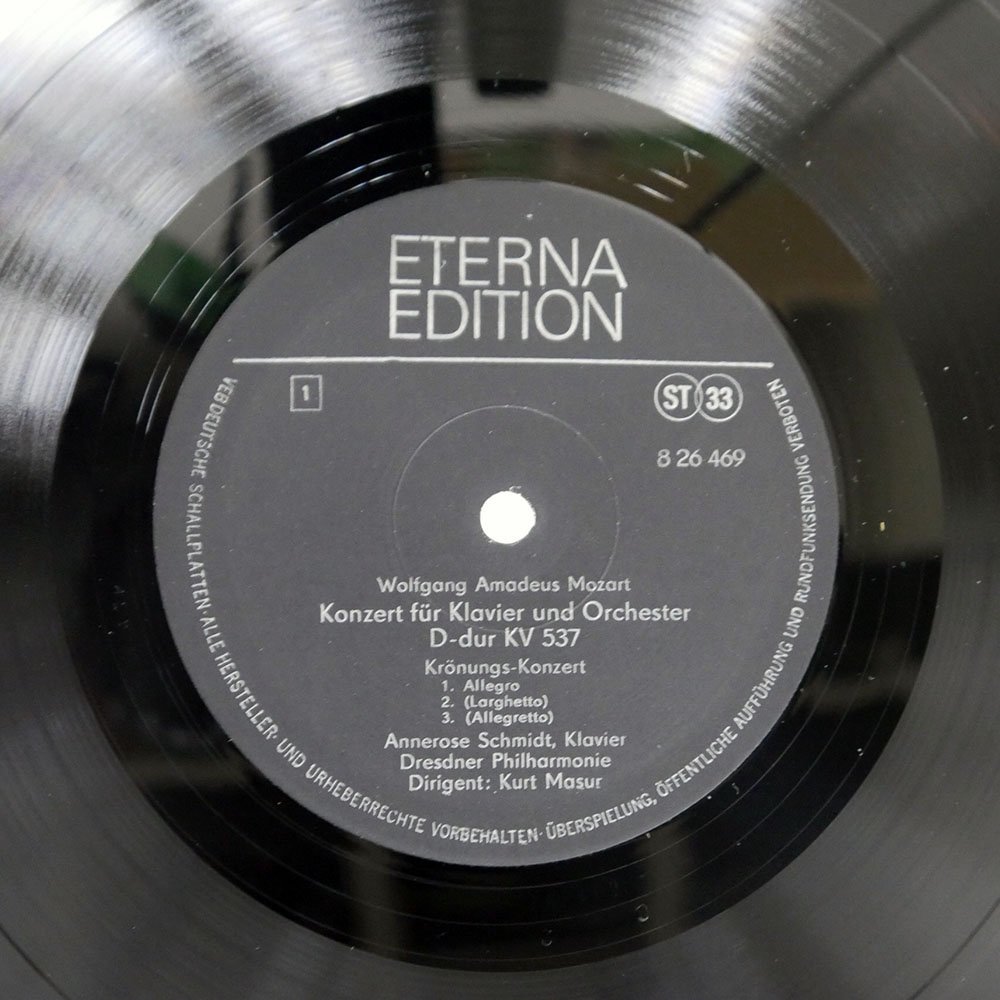 ETERNA
EDITION
1
ST 33
8 26 469
Wolfgang Amadeus Mozart
Konzert für Klavier und Orchester
D-dur KV 537
Krönungs-Konzert
1. Allegro
2. (Larghetto)
3. (Allegretto)
Annerose Schmidt, Klavier
Dresdner Philharmonie
Dirigent: Kurt Masur
VEB DEUTSCHE SCHALLPLATTEN · ALLE HERSTELLER- UND URHEBERRECHTE VORBEHALTEN · ÜBERSPIELUNG, ÖFFENTLICHE AUFFÜHRUNG UND RUNDFUNKSENDUNG VERBOTEN